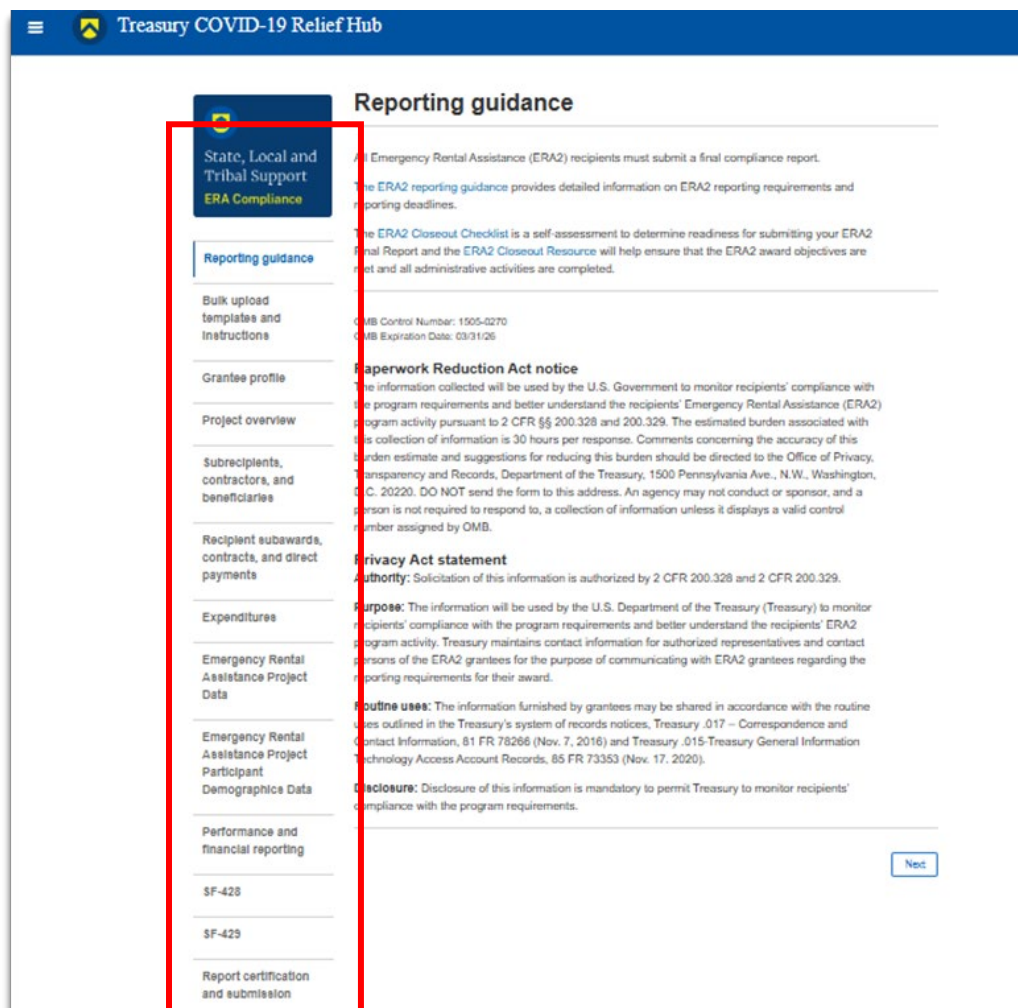 Treasury COVID-19 Relief Hub
State, Local and
Tribal Support
ERA Compliance
Reporting guidance
Bulk upload
templates and
instructions
Grantee profile
Project overview
Subrecipients,
contractors, and
beneficiaries
Recipient subawards,
contracts, and direct
payments
Expenditures
Emergency Rental
Assistance Project
Data
Emergency Rental
Assistance Project
Participant
Demographics Data
Performance and
financial reporting
SF-428
SF-429
Report certification
and submission
Reporting guidance
All Emergency Rental Assistance (ERA2) recipients must submit a final compliance report.
The ERA2 reporting guidance provides detailed information on ERA2 reporting requirements and
reporting deadlines.
The ERA2 Closeout Checklist is a self-assessment to determine readiness for submitting your ERA2
Final Report and the ERA2 Closeout Resource will help ensure that the ERA2 award objectives are
met and all administrative activities are completed.
OMB Control Number: 1505-0270
OMB Expiration Date: 03/31/26
Paperwork Reduction Act notice
The information collected will be used by the U.S. Government to monitor recipients' compliance with
the program requirements and better understand the recipients' Emergency Rental Assistance (ERA2)
program activity pursuant to 2 CFR §§ 200.328 and 200.329. The estimated burden associated with
this collection of information is 30 hours per response. Comments concerning the accuracy of this
burden estimate and suggestions for reducing this burden should be directed to the Office of Privacy,
Transparency and Records, Department of the Treasury, 1500 Pennsylvania Ave., N.W., Washington,
D.C. 20220. DO NOT send the form to this address. An agency may not conduct or sponsor, and a
person is not required to respond to, a collection of information unless it displays a valid control
number assigned by OMB.
Privacy Act statement
Authority: Solicitation of this information is authorized by 2 CFR 200.328 and 2 CFR 200.329.
Purpose: The information will be used by the U.S. Department of the Treasury (Treasury) to monitor
recipients' compliance with the program requirements and better understand the recipients' ERA2
program activity. Treasury maintains contact information for authorized representatives and contact
persons of the ERA2 grantees for the purpose of communicating with ERA2 grantees regarding the
reporting requirements for their award.
Routine uses: The information furnished by grantees may be shared in accordance with the routine
uses outlined in the Treasury's system of records notices, Treasury .017 – Correspondence and
Contact Information, 81 FR 78266 (Nov. 7, 2016) and Treasury .015-Treasury General Information
Technology Access Account Records, 85 FR 73353 (Nov. 17. 2020).
Disclosure: Disclosure of this information is mandatory to permit Treasury to monitor recipients'
compliance with the program requirements.
Next